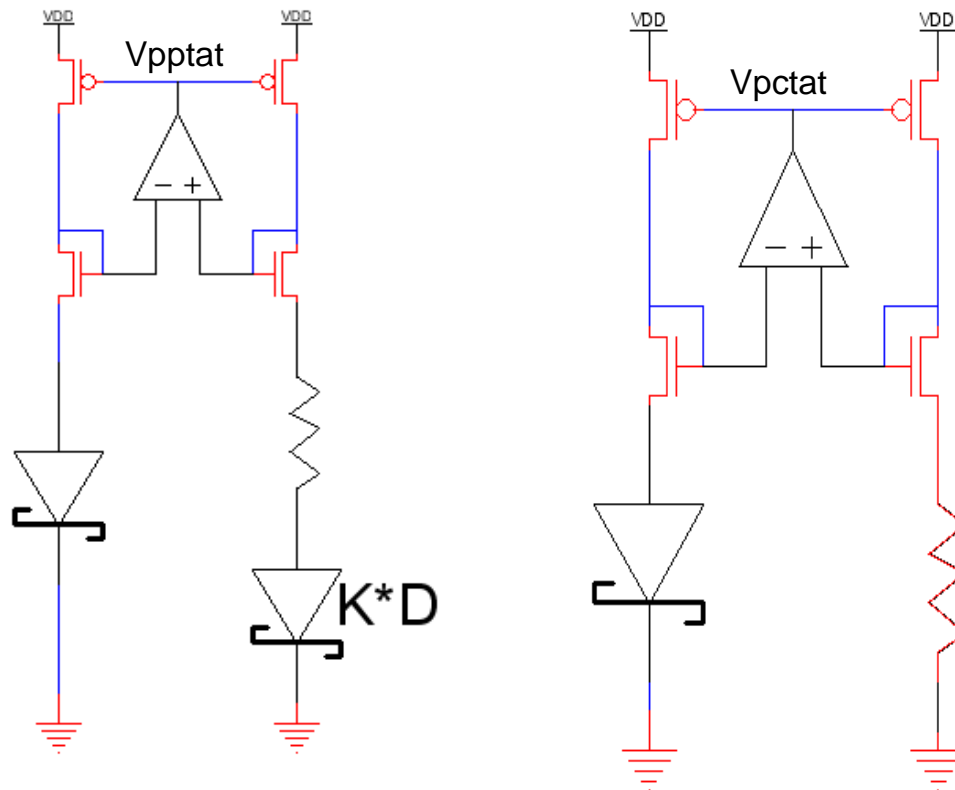 VDD
VDD
VDD
VDD
Vpptat
Vpctat
- +
- +
K*D